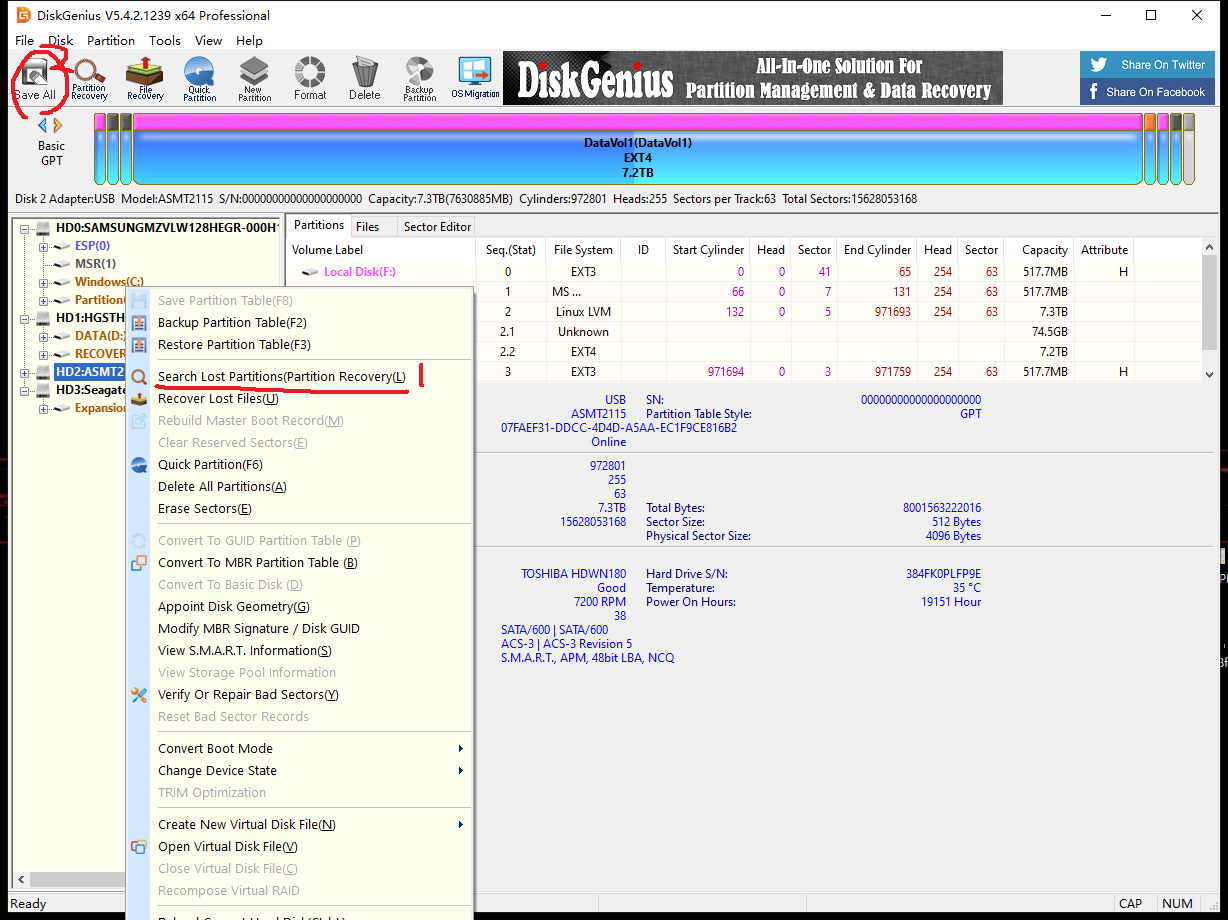 DiskGenius V5.4.2.1239 x64 Professional
File Disk Partition Tools View Help
Save All
Partition Recovery
File Recovery
Quick Partition
New Partition
Format
Delete
Backup Partition
OS Migration
DiskGenius
All-In-One Solution For
Partition Management & Data Recovery
Share On Twitter
Share On Facebook
Basic
GPT
DataVol1(DataVol1)
EXT4
7.2TB
Disk 2 Adapter:USB Model:ASMT2115 S/N:00000000000000000000 Capacity:7.3TB(7630885MB) Cylinders:972801 Heads:255 Sectors per Track:63 Total Sectors:15628053168
HD0:SAMSUNGMZVLW128HEGR-000H1
ESP(0)
MSR(1)
Windows(C:)
Partition(
HD1:HGSTH
DATA(D:)
RECOVER
HD2:ASMT2
HD3:Seagate
Expansion
Partitions Files Sector Editor
Volume Label Seq.(Stat) File System ID Start Cylinder Head Sector End Cylinder Head Sector Capacity Attribute
Local Disk(F:) 0 EXT3 0 0 41 65 254 63 517.7MB H
1 MS ... 66 0 7 131 254 63 517.7MB
2 Linux LVM 132 0 5 971693 254 63 7.3TB
2.1 Unknown 74.5GB
2.2 EXT4 7.2TB
3 EXT3 971694 0 3 971759 254 63 517.7MB H
USB SN: 00000000000000000000
ASMT2115 Partition Table Style: GPT
07FAEF31-DDCC-4D4D-A5AA-EC1F9CE816B2
Online
972801
255
63
7.3TB Total Bytes: 8001563222016
15628053168 Sector Size: 512 Bytes
Physical Sector Size: 4096 Bytes
TOSHIBA HDWN180 Hard Drive S/N: 384FK0PLFP9E
Good Temperature: 35 °C
7200 RPM Power On Hours: 19151 Hour
38
SATA/600 | SATA/600
ACS-3 | ACS-3 Revision 5
S.M.A.R.T., APM, 48bit LBA, NCQ
Save Partition Table(F8)
Backup Partition Table(F2)
Restore Partition Table(F3)
Search Lost Partitions(Partition Recovery(L)
Recover Lost Files(U)
Rebuild Master Boot Record(M)
Clear Reserved Sectors(E)
Quick Partition(F6)
Delete All Partitions(A)
Erase Sectors(E)
Convert To GUID Partition Table (P)
Convert To MBR Partition Table (B)
Convert To Basic Disk (D)
Appoint Disk Geometry(G)
Modify MBR Signature / Disk GUID
View S.M.A.R.T. Information(S)
View Storage Pool Information
Verify Or Repair Bad Sectors(Y)
Reset Bad Sector Records
Convert Boot Mode
Change Device State
TRIM Optimization
Create New Virtual Disk File(N)
Open Virtual Disk File(V)
Close Virtual Disk File(C)
Recompose Virtual RAID
Ready CAP NUM